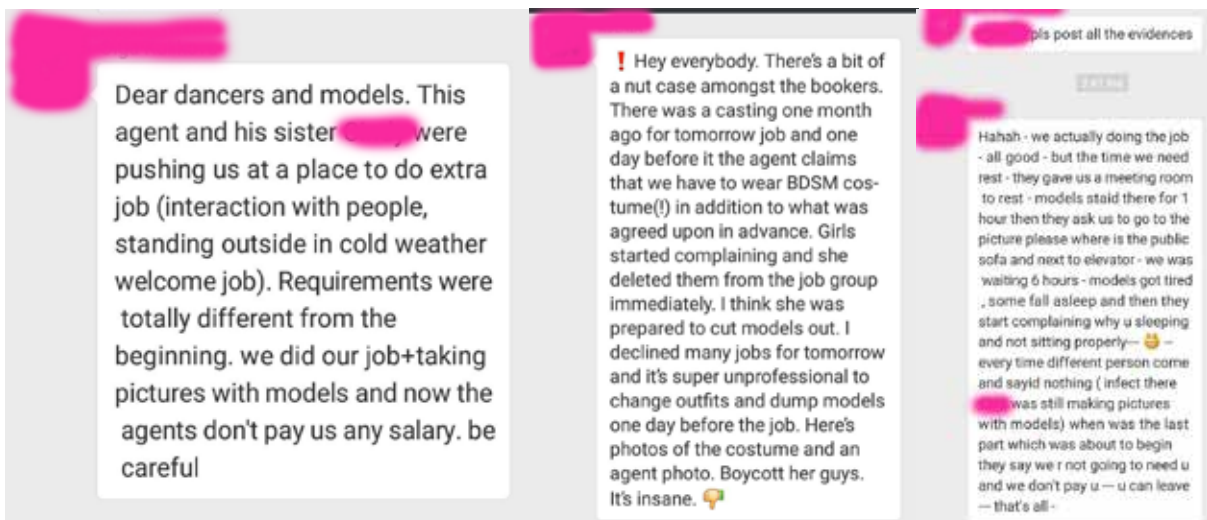 Dear dancers and models. This
agent and his sister were
pushing us at a place to do extra
job (interaction with people,
standing outside in cold weather
welcome job). Requirements were
totally different from the
beginning. we did our job+taking
pictures with models and now the
agents don't pay us any salary. be
careful
❗ Hey everybody. There's a bit of
a nut case amongst the bookers.
There was a casting one month
ago for tomorrow job and one
day before it the agent claims
that we have to wear BDSM cos-
tume(!) in addition to what was
agreed upon in advance. Girls
started complaining and she
deleted them from the job group
immediately. I think she was
prepared to cut models out. I
declined many jobs for tomorrow
and it's super unprofessional to
change outfits and dump models
one day before the job. Here's
photos of the costume and an
agent photo. Boycott her guys.
It's insane. 👎
pls post all the evidences
Hahah - we actually doing the job
- all good - but the time we need
rest - they gave us a meeting room
to rest - models staid there for 1
hour then they ask us to go to the
picture please where is the public
sofa and next to elevator - we was
waiting 6 hours - models got tired
, some fall asleep and then they
start complaining why u sleeping
and not sitting properly— 😃 —
every time different person come
and sayid nothing ( infect there
was still making pictures
with models) when was the last
part which was about to begin
they say we r not going to need u
and we don't pay u — u can leave
— that's all -